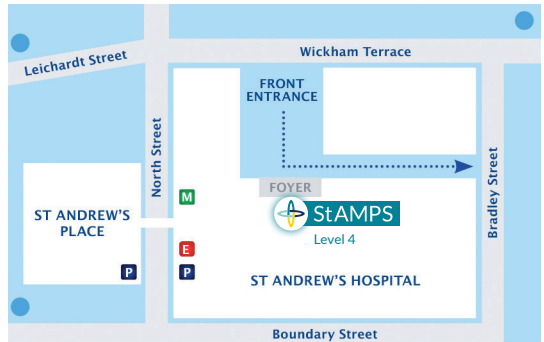 Wickham Terrace
Leichardt Street
FRONT
ENTRANCE
North Street
Bradley Street
FOYER
M
StAMPS
ST ANDREW'S
PLACE
Level 4
E
P
P
ST ANDREW'S HOSPITAL
Boundary Street